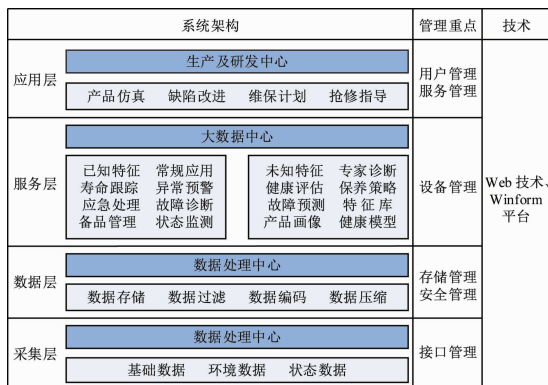 系统架构 管理重点 技术
应用层
生产及研发中心
产品仿真 缺陷改进 维保计划 抢修指导
用户管理
服务管理
服务层
大数据中心
已知特征 常规应用
寿命跟踪 异常预警
应急处理 故障诊断
备品管理 状态监测
未知特征 专家诊断
健康评估 保养策略
故障预测 特征库
产品画像 健康模型
设备管理
Web 技术、
Winform
平台
数据层
数据处理中心
数据存储 数据过滤 数据编码 数据压缩
存储管理
安全管理
采集层
数据处理中心
基础数据 环境数据 状态数据
接口管理